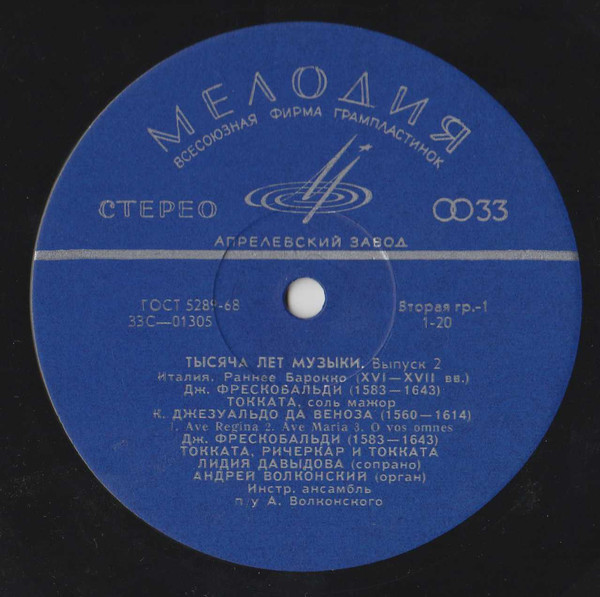 МЕЛОДИЯ
ВСЕСОЮЗНАЯ ФИРМА ГРАМПЛАСТИНОК
СТЕРЕО
33
АПРЕЛЕВСКИЙ ЗАВОД
ГОСТ 5289-68
Вторая гр.-1
33С—01305
1-20
ТЫСЯЧА ЛЕТ МУЗЫКИ. Выпуск 2
Италия. Раннее Барокко (XVI—XVII вв.)
Дж. ФРЕСКОБАЛЬДИ (1583—1643)
ТОККАТА, соль мажор
К. ДЖЕЗУАЛЬДО ДА ВЕНОЗА (1560—1614)
1. Ave Regina 2. Ave Maria 3. O vos omnes
Дж. ФРЕСКОБАЛЬДИ (1583—1643)
ТОККАТА, РИЧЕРКАР И ТОККАТА
ЛИДИЯ ДАВЫДОВА (сопрано)
АНДРЕЙ ВОЛКОНСКИЙ (орган)
Инстр. ансамбль
п/у А. Волконского